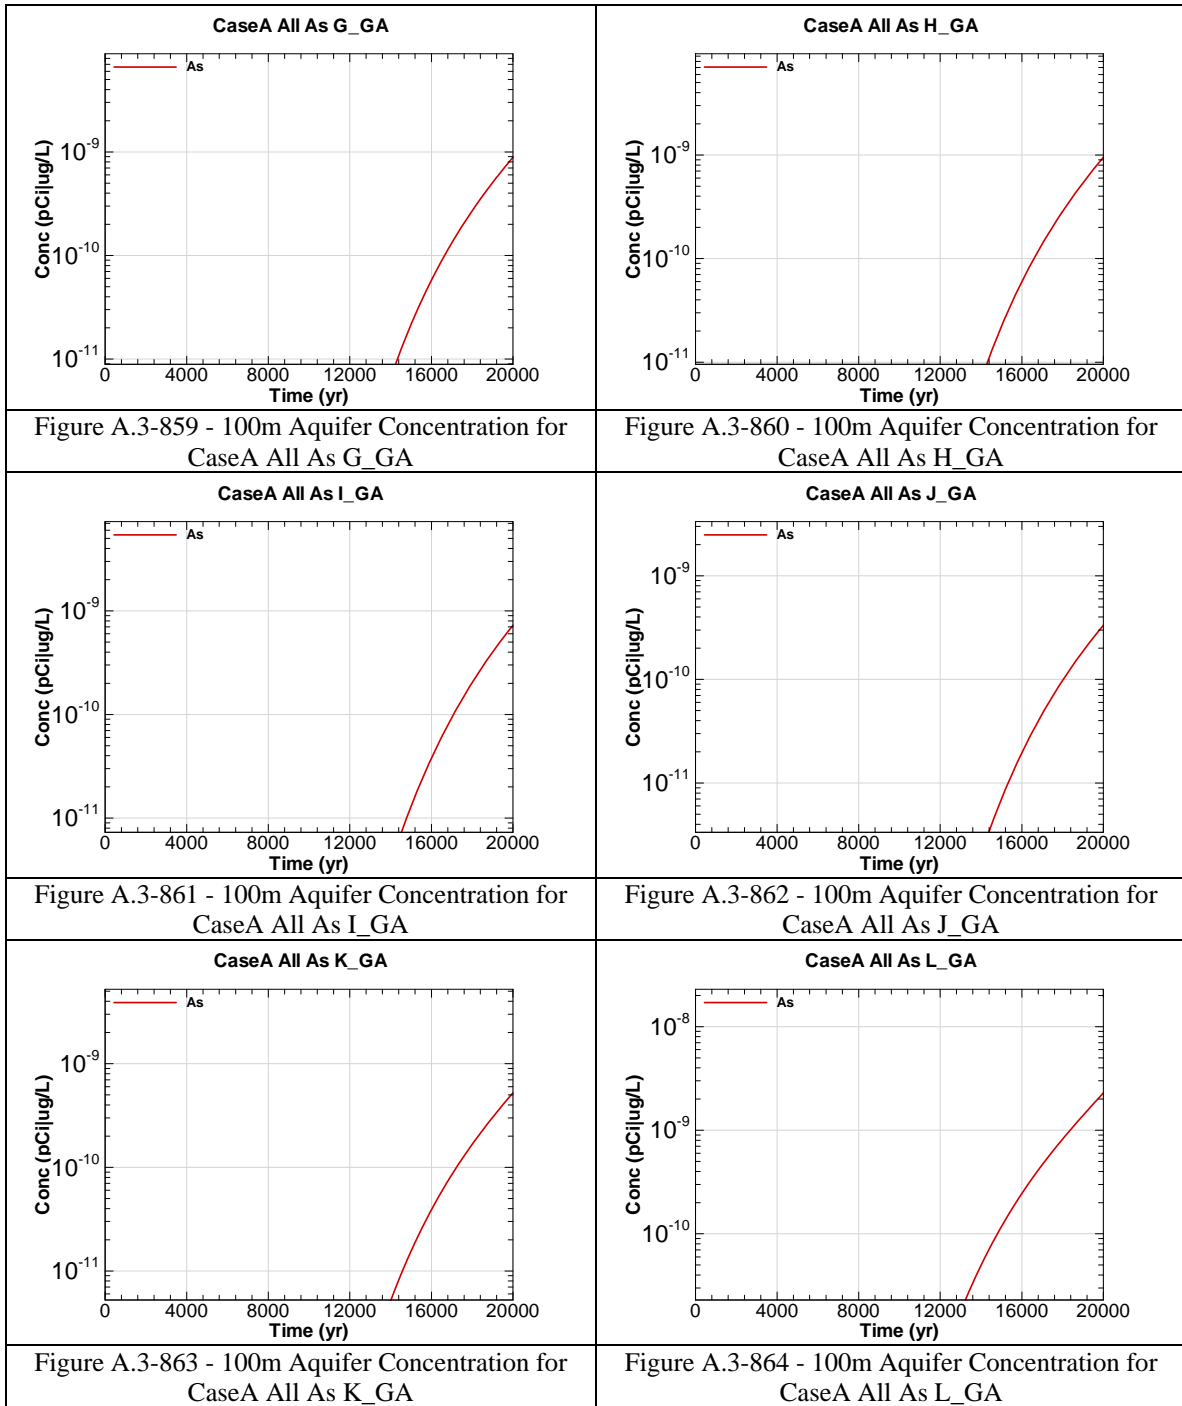 CaseA All As G_GA
As
Conc (pCi|ug/L)
10-9
10-10
10-11
0 4000 8000 12000 16000 20000
Time (yr)
Figure A.3-859 - 100m Aquifer Concentration for
CaseA All As G_GA
CaseA All As H_GA
As
Conc (pCi|ug/L)
10-9
10-10
10-11
0 4000 8000 12000 16000 20000
Time (yr)
Figure A.3-860 - 100m Aquifer Concentration for
CaseA All As H_GA
CaseA All As I_GA
As
Conc (pCi|ug/L)
10-9
10-10
10-11
0 4000 8000 12000 16000 20000
Time (yr)
Figure A.3-861 - 100m Aquifer Concentration for
CaseA All As I_GA
CaseA All As J_GA
As
Conc (pCi|ug/L)
10-9
10-10
10-11
0 4000 8000 12000 16000 20000
Time (yr)
Figure A.3-862 - 100m Aquifer Concentration for
CaseA All As J_GA
CaseA All As K_GA
As
Conc (pCi|ug/L)
10-9
10-10
10-11
0 4000 8000 12000 16000 20000
Time (yr)
Figure A.3-863 - 100m Aquifer Concentration for
CaseA All As K_GA
CaseA All As L_GA
As
Conc (pCi|ug/L)
10-8
10-9
10-10
0 4000 8000 12000 16000 20000
Time (yr)
Figure A.3-864 - 100m Aquifer Concentration for
CaseA All As L_GA